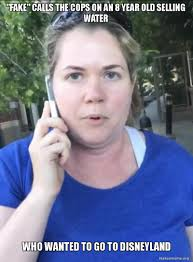 "FAKE" CALLS THE COPS ON AN 8 YEAR OLD SELLING
WATER
WHO WANTED TO GO TO DISNEYLAND